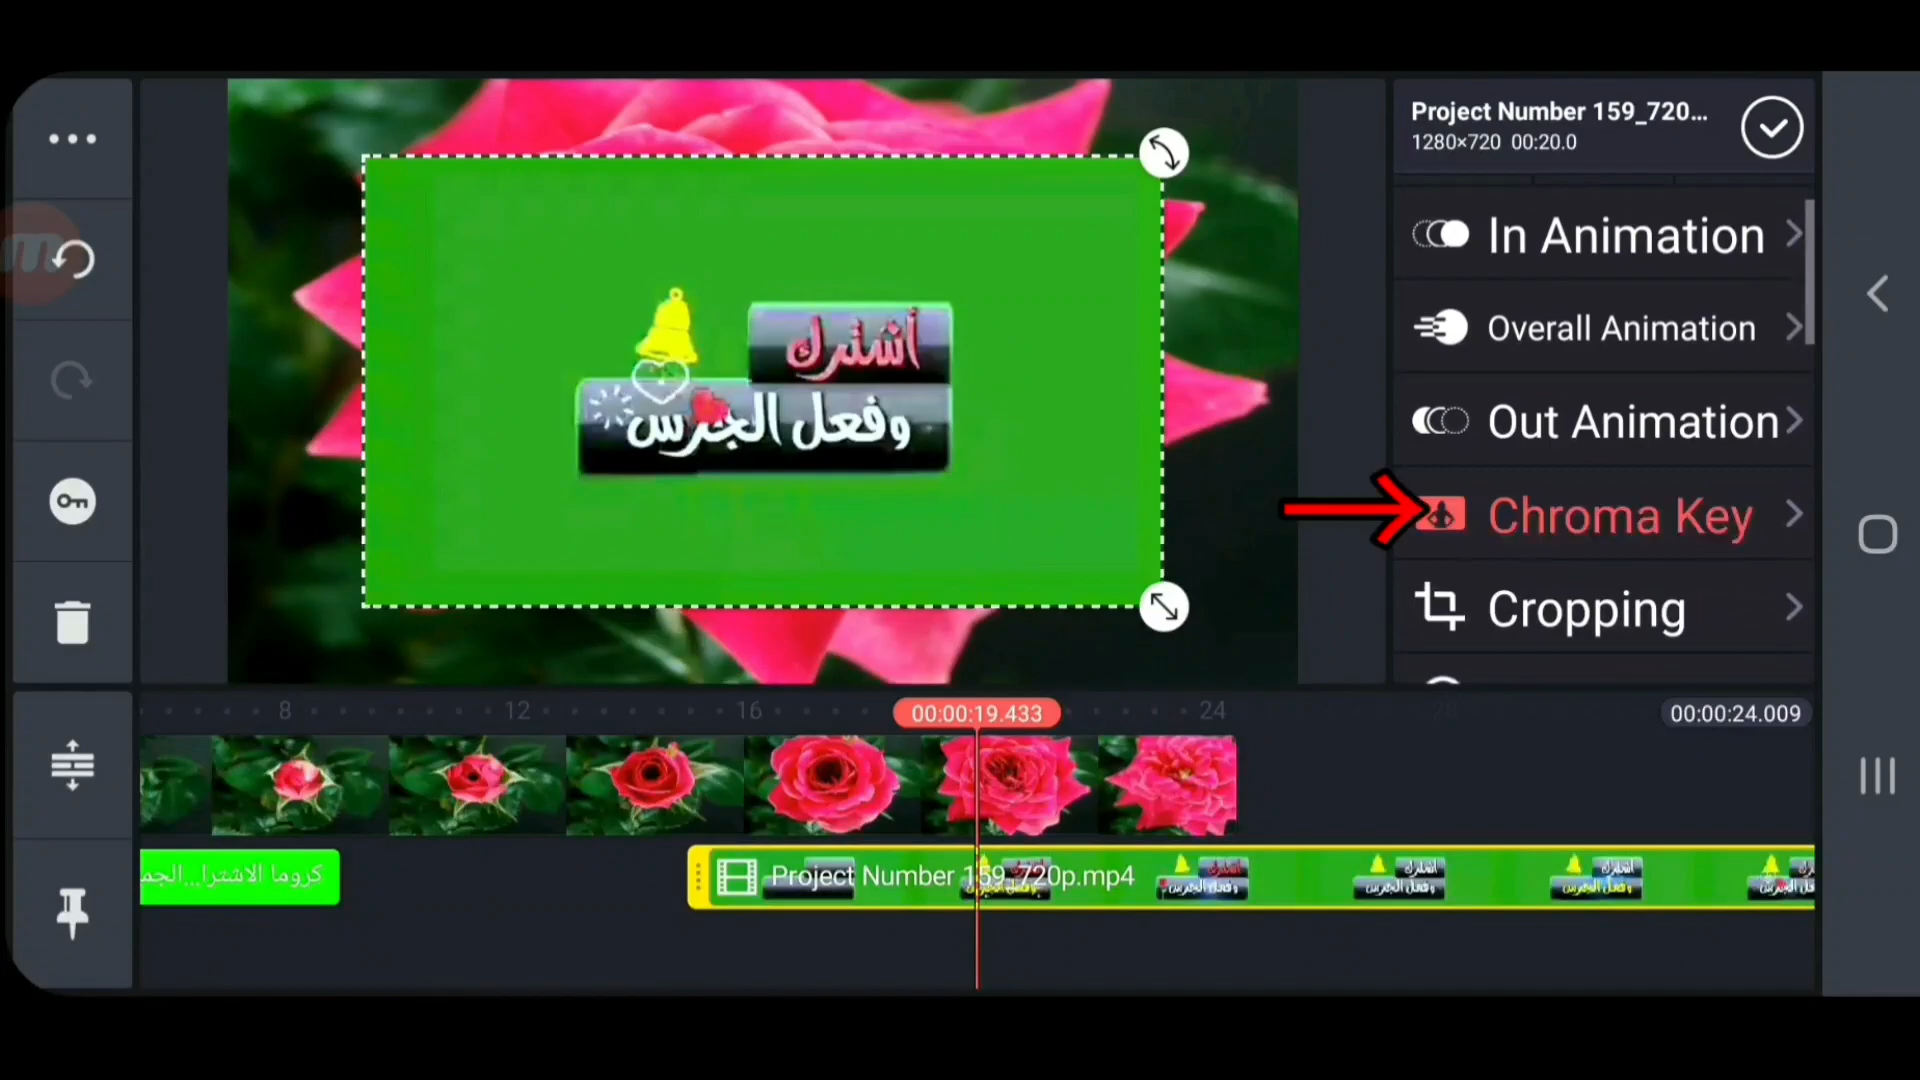 Project Number 159_720...
1280×720 00:20.0
In Animation
Overall Animation
Out Animation
Chroma Key
Cropping
أشترك
وفعل الجرس
8
12
16
00:00:19.433
24
28
00:00:24.009
كروما الاشترا...الجم
Project Number 159_720p.mp4